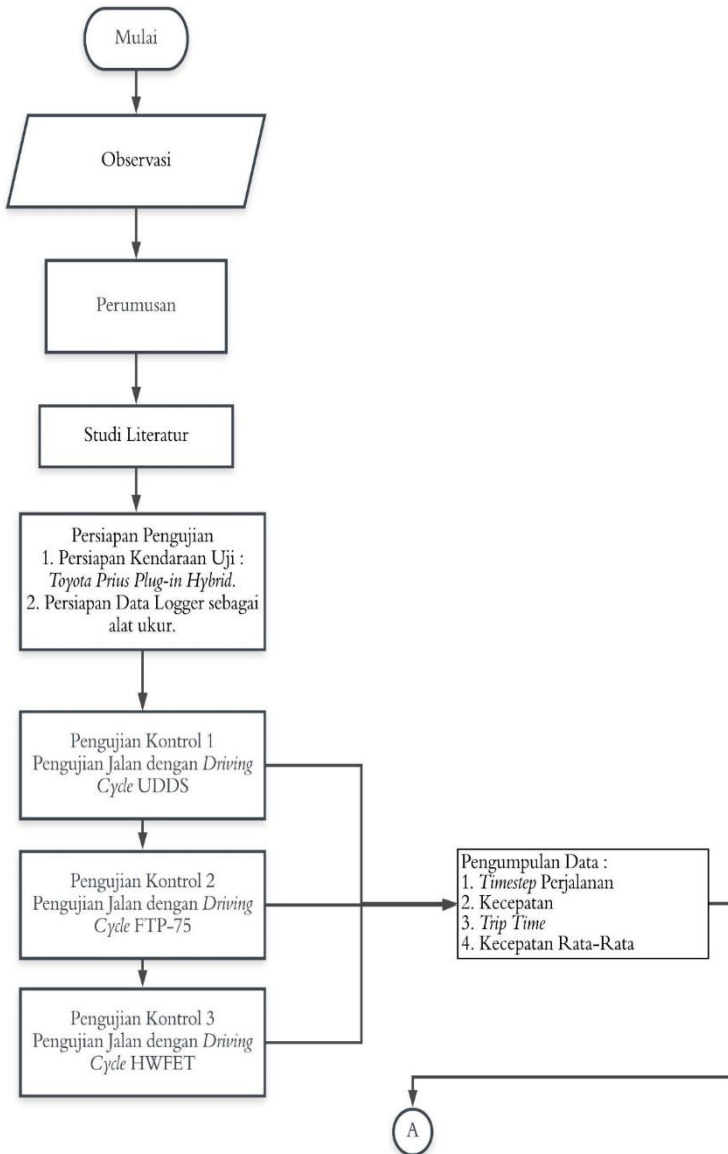 Mulai
Observasi
Perumusan
Studi Literatur
Persiapan Pengujian
1. Persiapan Kendaraan Uji :
Toyota Prius Plug-in Hybrid.
2. Persiapan Data Logger sebagai
alat ukur.
Pengujian Kontrol 1
Pengujian Jalan dengan Driving
Cycle UDDS
Pengujian Kontrol 2
Pengujian Jalan dengan Driving
Cycle FTP-75
Pengujian Kontrol 3
Pengujian Jalan dengan Driving
Cycle HWFET
Pengumpulan Data :
1. Timestep Perjalanan
2. Kecepatan
3. Trip Time
4. Kecepatan Rata-Rata
A